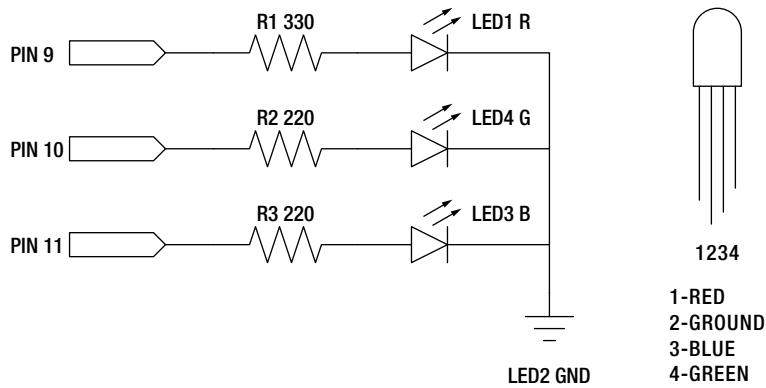 R1 330
LED1 R
PIN 9
R2 220
LED4 G
PIN 10
R3 220
LED3 B
PIN 11
LED2 GND
1234
1-RED
2-GROUND
3-BLUE
4-GREEN